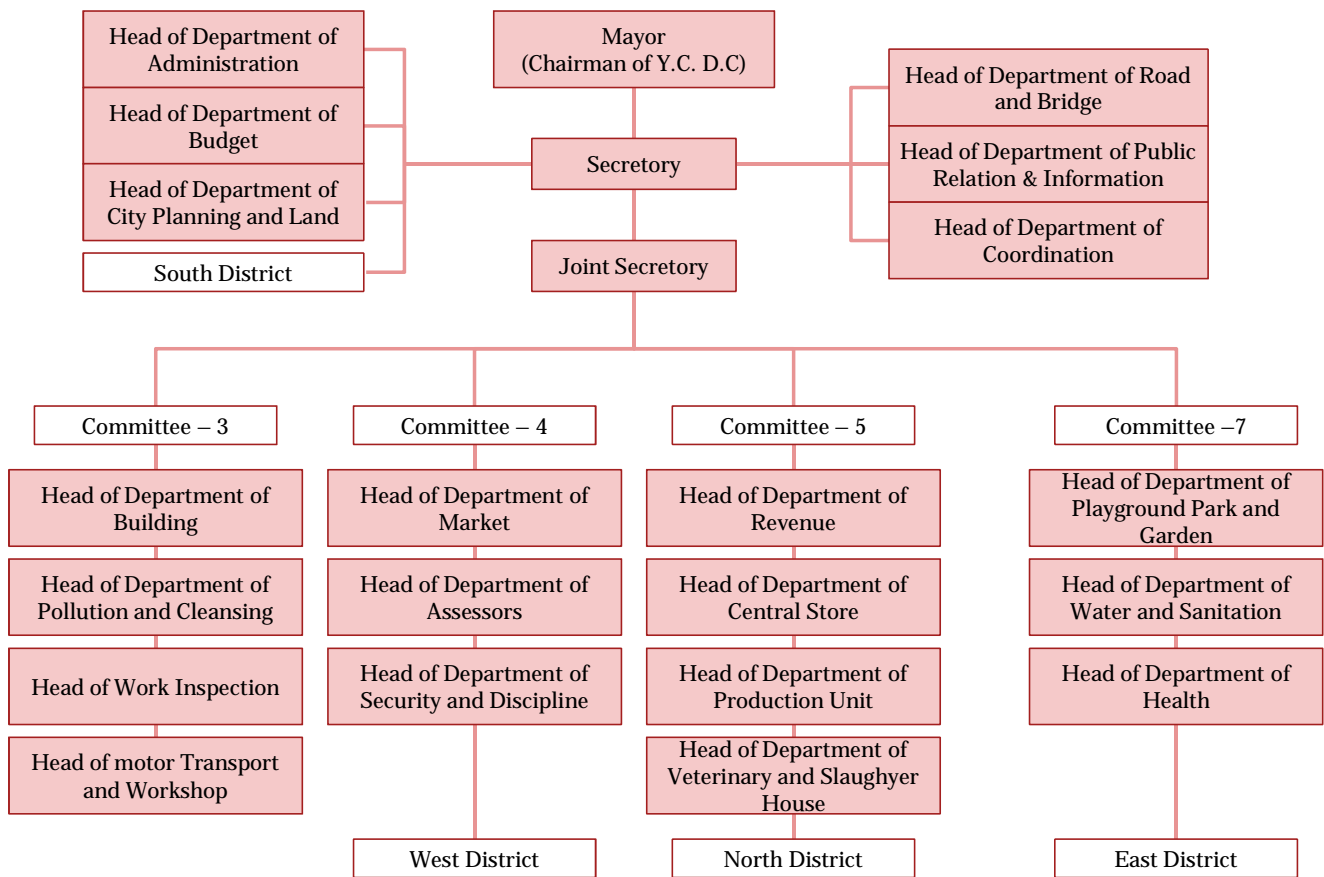 Head of Department of
Administration
Head of Department of
Budget
Head of Department of
City Planning and Land
South District
Mayor
(Chairman of Y.C. D.C)
Secretory
Joint Secretory
Head of Department of Road
and Bridge
Head of Department of Public
Relation & Information
Head of Department of
Coordination
Committee – 3
Head of Department of
Building
Head of Department of
Pollution and Cleansing
Head of Work Inspection
Head of motor Transport
and Workshop
Committee – 4
Head of Department of
Market
Head of Department of
Assessors
Head of Department of
Security and Discipline
West District
Committee – 5
Head of Department of
Revenue
Head of Department of
Central Store
Head of Department of
Production Unit
Head of Department of
Veterinary and Slaughyer
House
North District
Committee –7
Head of Department of
Playground Park and
Garden
Head of Department of
Water and Sanitation
Head of Department of
Health
East District